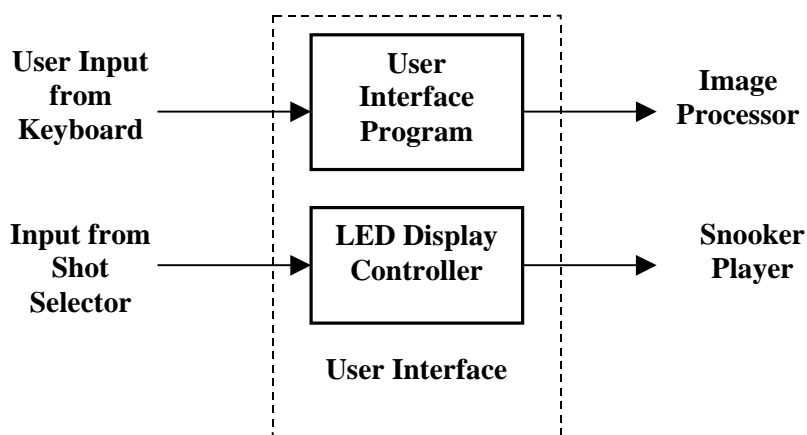 User Input
from
Keyboard
User
Interface
Program
Image
Processor
Input from
Shot
Selector
LED Display
Controller
Snooker
Player
User Interface